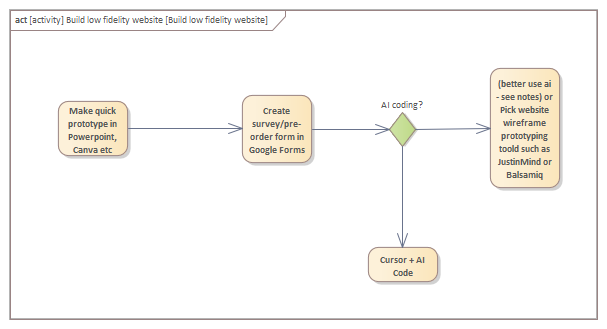 act [activity] Build low fidelity website [Build low fidelity website]
Make quick
prototype in
Powerpoint,
Canva etc
Create
survey/pre-
order form in
Google Forms
AI coding?
(better use ai
- see notes) or
Pick website
wireframe
prototyping
toold such as
JustinMind or
Balsamiq
Cursor + AI
Code